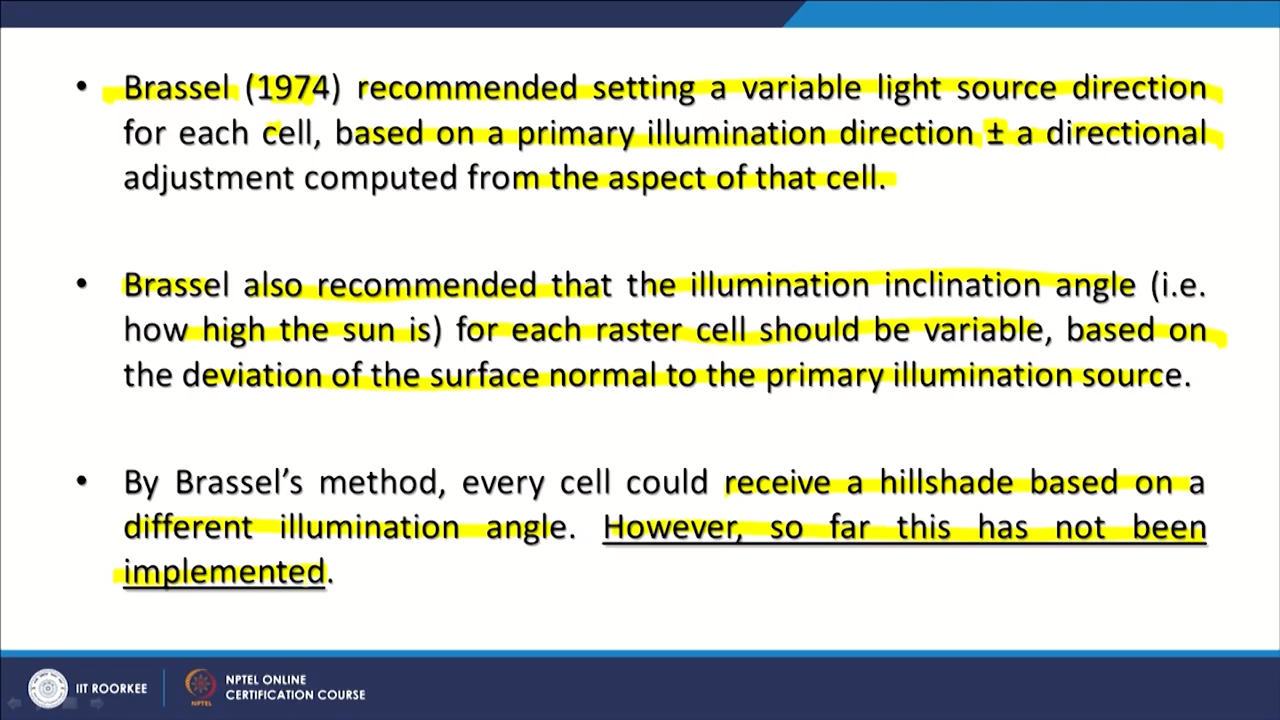 • Brassel (1974) recommended setting a variable light source direction
for each cell, based on a primary illumination direction ± a directional
adjustment computed from the aspect of that cell.
• Brassel also recommended that the illumination inclination angle (i.e.
how high the sun is) for each raster cell should be variable, based on
the deviation of the surface normal to the primary illumination source.
• By Brassel’s method, every cell could receive a hillshade based on a
different illumination angle. However, so far this has not been
implemented.
IIT ROORKEE
NPTEL
NPTEL ONLINE
CERTIFICATION COURSE